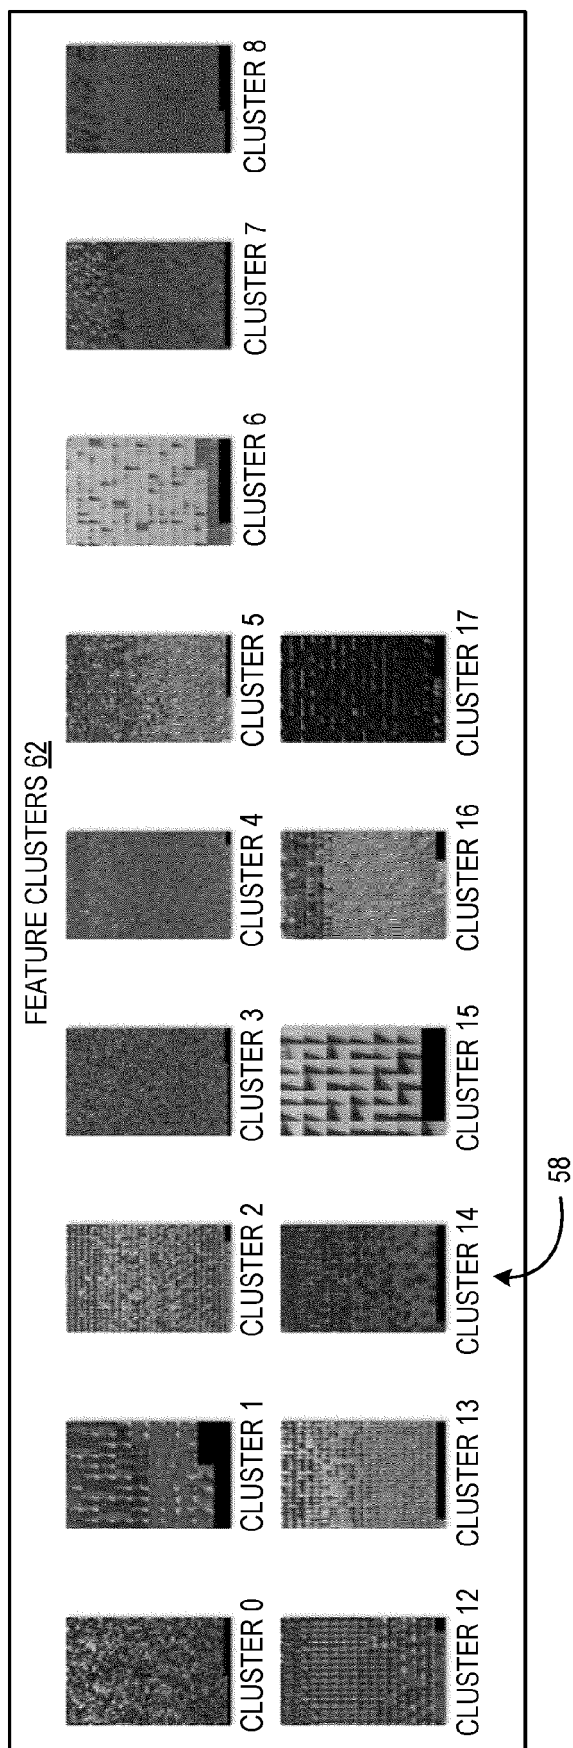 FEATURE CLUSTERS 62
CLUSTER 0
CLUSTER 1
CLUSTER 2
CLUSTER 3
CLUSTER 4
CLUSTER 5
CLUSTER 6
CLUSTER 7
CLUSTER 8
CLUSTER 12
CLUSTER 13
CLUSTER 14
CLUSTER 15
CLUSTER 16
CLUSTER 17
58